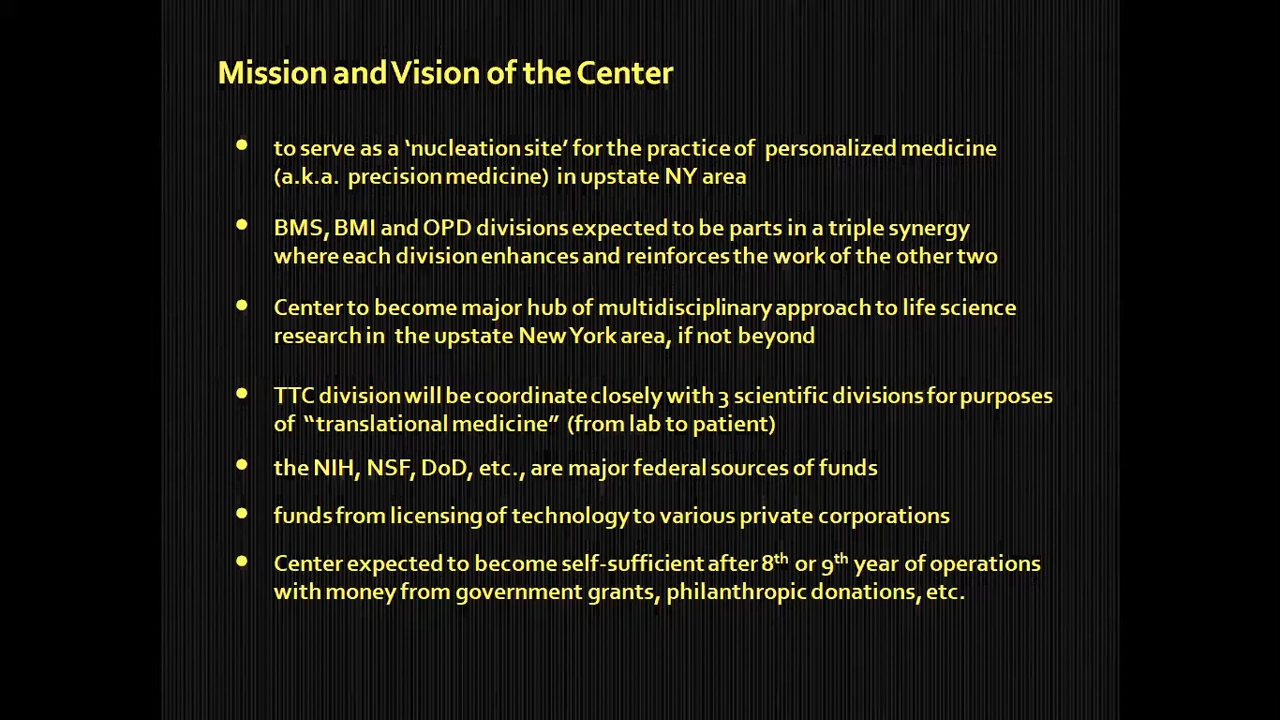 Mission and Vision of the Center
• to serve as a ‘nucleation site’ for the practice of personalized medicine
(a.k.a. precision medicine) in upstate NY area
• BMS, BMI and OPD divisions expected to be parts in a triple synergy
where each division enhances and reinforces the work of the other two
• Center to become major hub of multidisciplinary approach to life science
research in the upstate New York area, if not beyond
• TTC division will be coordinate closely with 3 scientific divisions for purposes
of “translational medicine” (from lab to patient)
• the NIH, NSF, DoD, etc., are major federal sources of funds
• funds from licensing of technology to various private corporations
• Center expected to become self-sufficient after 8th or 9th year of operations
with money from government grants, philanthropic donations, etc.